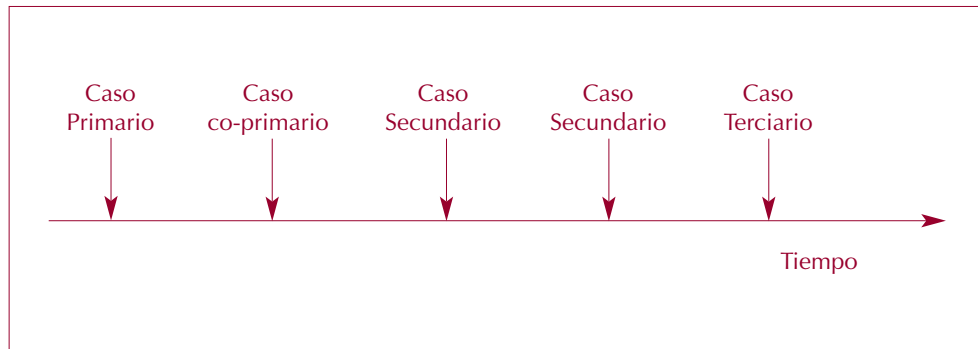 Caso
Primario
Caso
co-primario
Caso
Secundario
Caso
Secundario
Caso
Terciario
Tiempo